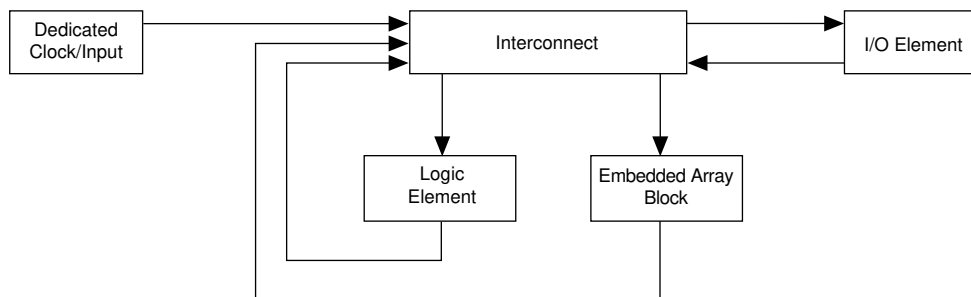 Dedicated
Clock/Input
Interconnect
I/O Element
Logic
Element
Embedded Array
Block